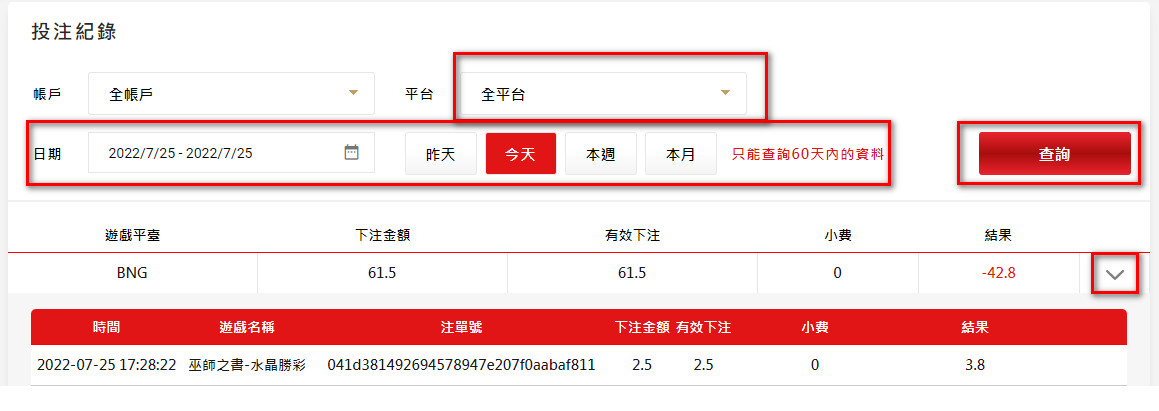 投注紀錄
帳戶 全帳戶 平台 全平台
日期 2022/7/25 - 2022/7/25 昨天 今天 本週 本月 只能查詢60天內的資料 查詢
遊戲平臺 下注金額 有效下注 小費 結果
BNG 61.5 61.5 0 -42.8
時間 遊戲名稱 注單號 下注金額 有效下注 小費 結果
2022-07-25 17:28:22 巫師之書-水晶勝彩 041d381492694578947e207f0aabaf811 2.5 2.5 0 3.8